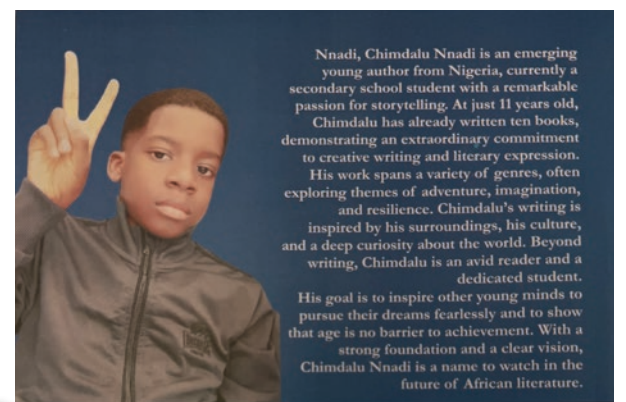 Nnadi, Chimdalu Nnadi is an emerging
young author from Nigeria, currently a
secondary school student with a remarkable
passion for storytelling. At just 11 years old,
Chimdalu has already written ten books,
demonstrating an extraordinary commitment
to creative writing and literary expression.
His work spans a variety of genres, often
exploring themes of adventure, imagination,
and resilience. Chimdalu's writing is
inspired by his surroundings, his culture,
and a deep curiosity about the world. Beyond
writing, Chimdalu is an avid reader and a
dedicated student.
His goal is to inspire other young minds to
pursue their dreams fearlessly and to show
that age is no barrier to achievement. With a
strong foundation and a clear vision,
Chimdalu Nnadi is a name to watch in the
future of African literature.